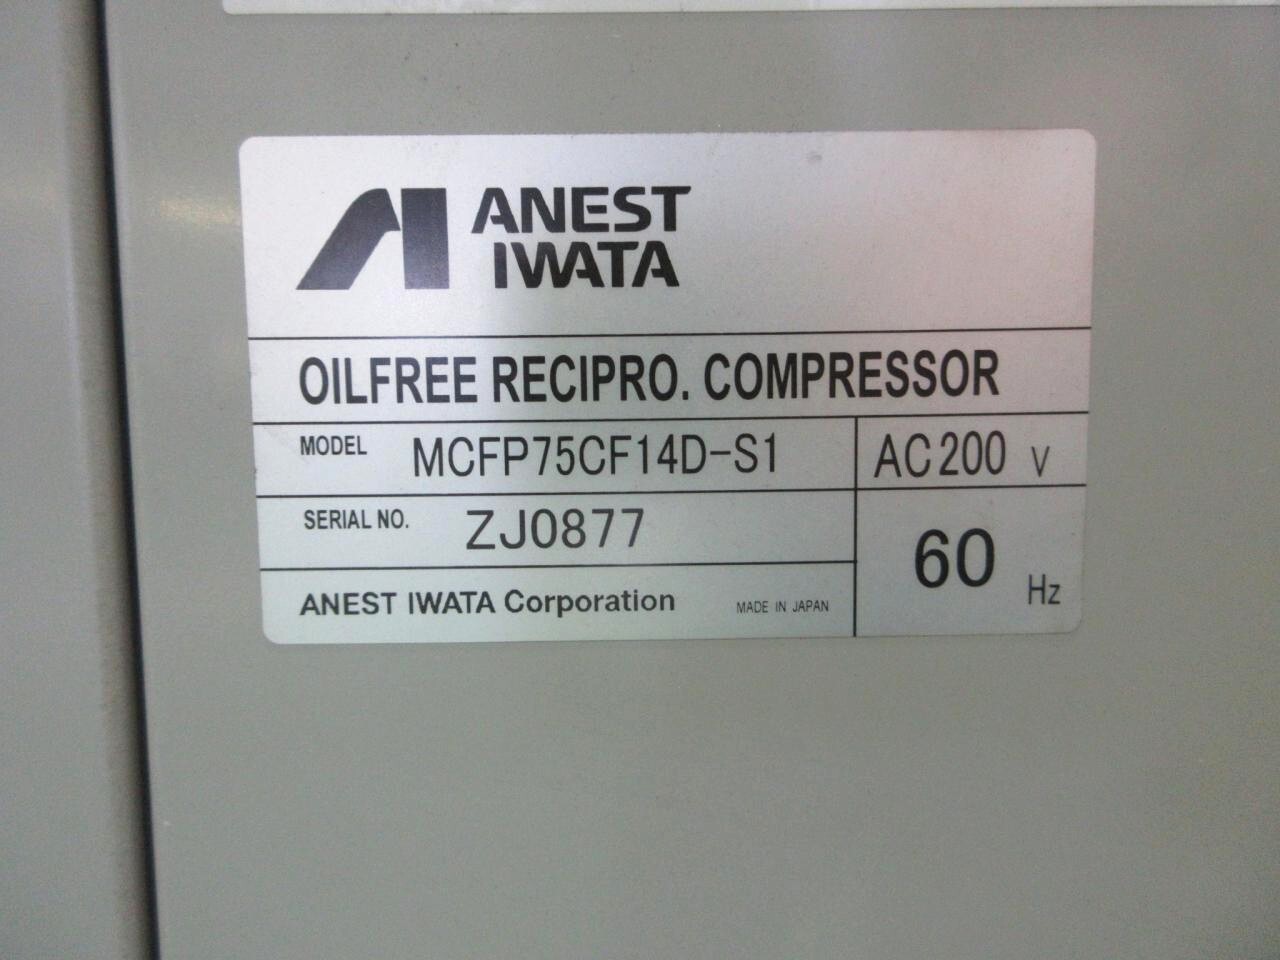 ANEST
IWATA
OILFREE RECIPRO. COMPRESSOR
MODEL MCFP75CF14D-S1 AC200 V
SERIAL NO. ZJ0877
60 Hz
ANEST IWATA Corporation MADE IN JAPAN